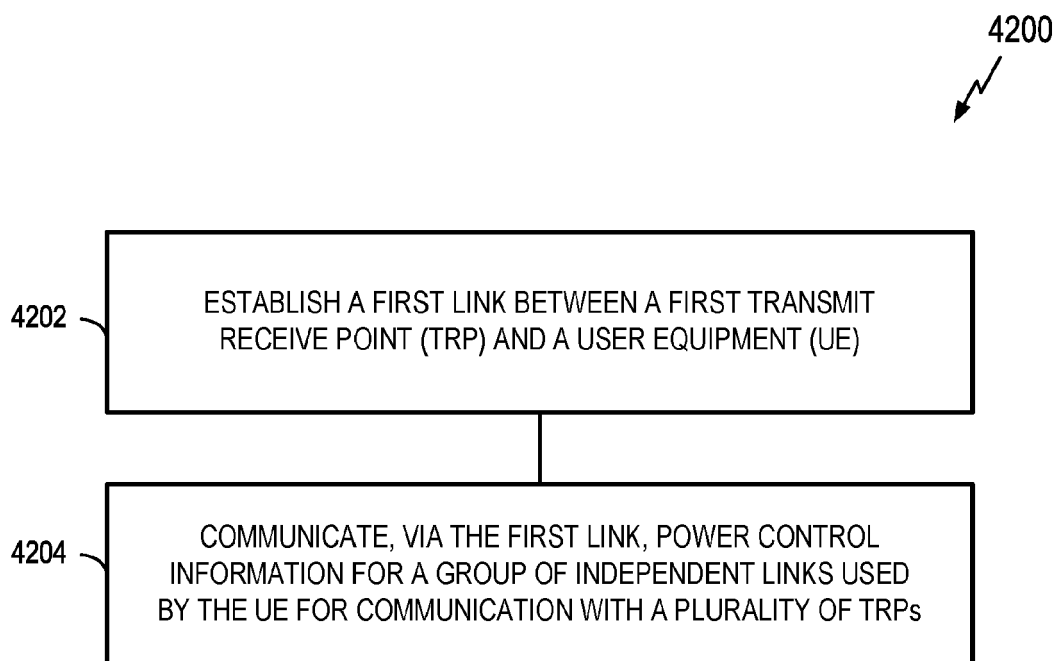 4200
4202
ESTABLISH A FIRST LINK BETWEEN A FIRST TRANSMIT
RECEIVE POINT (TRP) AND A USER EQUIPMENT (UE)
4204
COMMUNICATE, VIA THE FIRST LINK, POWER CONTROL
INFORMATION FOR A GROUP OF INDEPENDENT LINKS USED
BY THE UE FOR COMMUNICATION WITH A PLURALITY OF TRPs